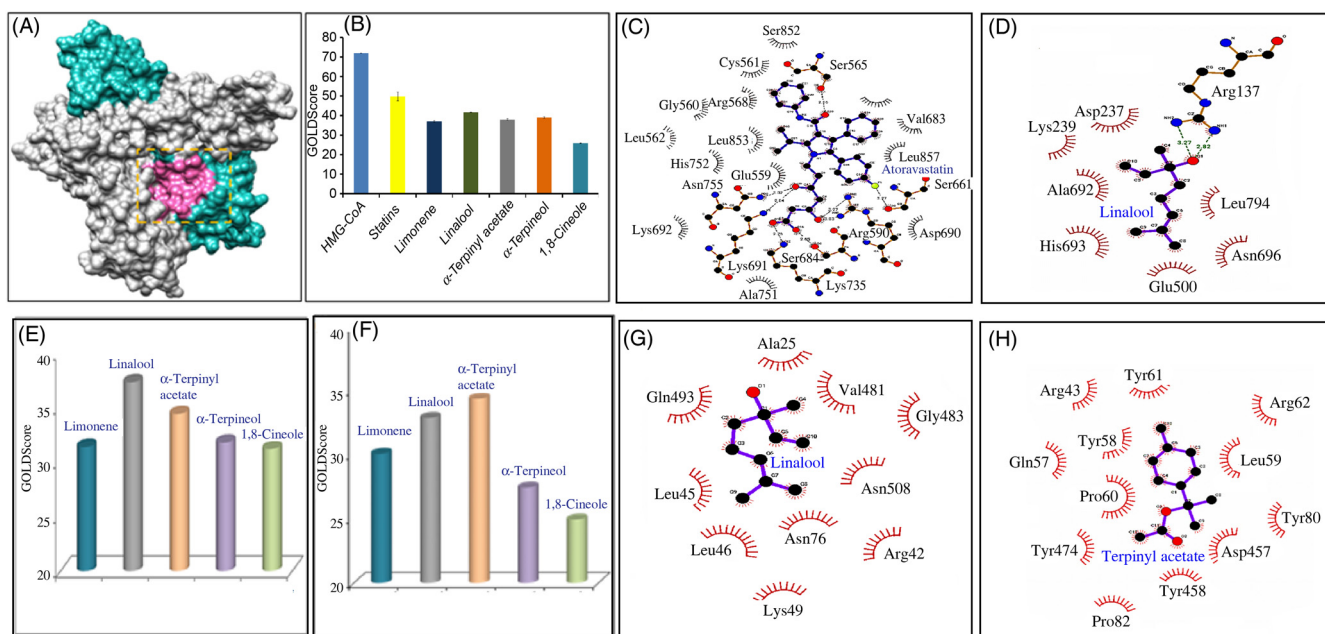 (A)
(B)
GOLDScore
80
70
60
50
40
30
20
10
0
HMG-CoA
Statins
Limonene
Linalool
α-Terpinyl acetate
α-Terpineol
1,8-Cineole
(C)
Ser852
Cys561
Ser565
Gly560
Arg568
Val683
Leu562
Leu853
Leu857
His752
Glu559
Atoravastatin
Asn755
Ser661
Lys692
Arg590
Asp690
Ser684
Lys691
Lys735
Ala751
(D)
Arg137
Asp237
Lys239
3.27
2.92
Ala692
Linalool
Leu794
His693
Asn696
Glu500
(E)
GOLDScore
40
35
30
25
20
Linalool
α-Terpinyl
acetate
α-Terpineol
1,8-Cineole
Limonene
(F)
GOLDScore
40
35
30
25
20
α-Terpinyl
acetate
Linalool
Limonene
α-Terpineol
1,8-Cineole
(G)
Ala25
Gln493
Val481
Gly483
Linalool
Leu45
Asn508
Leu46
Asn76
Arg42
Lys49
(H)
Arg43
Tyr61
Arg62
Tyr58
Gln57
Leu59
Pro60
Tyr80
Tyr474
Asp457
Terpinyl acetate
Tyr458
Pro82